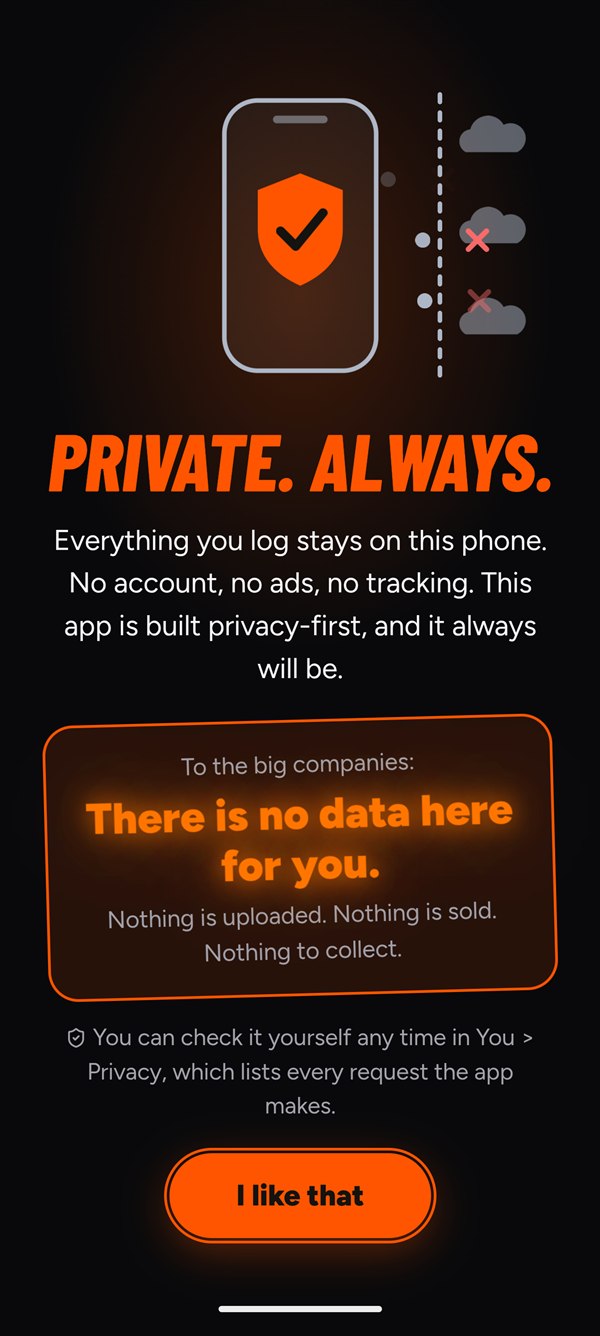 PRIVATE. ALWAYS.
Everything you log stays on this phone.
No account, no ads, no tracking. This
app is built privacy-first, and it always
will be.
To the big companies:
There is no data here
for you.
Nothing is uploaded. Nothing is sold.
Nothing to collect.
You can check it yourself any time in You >
Privacy, which lists every request the app
makes.
I like that